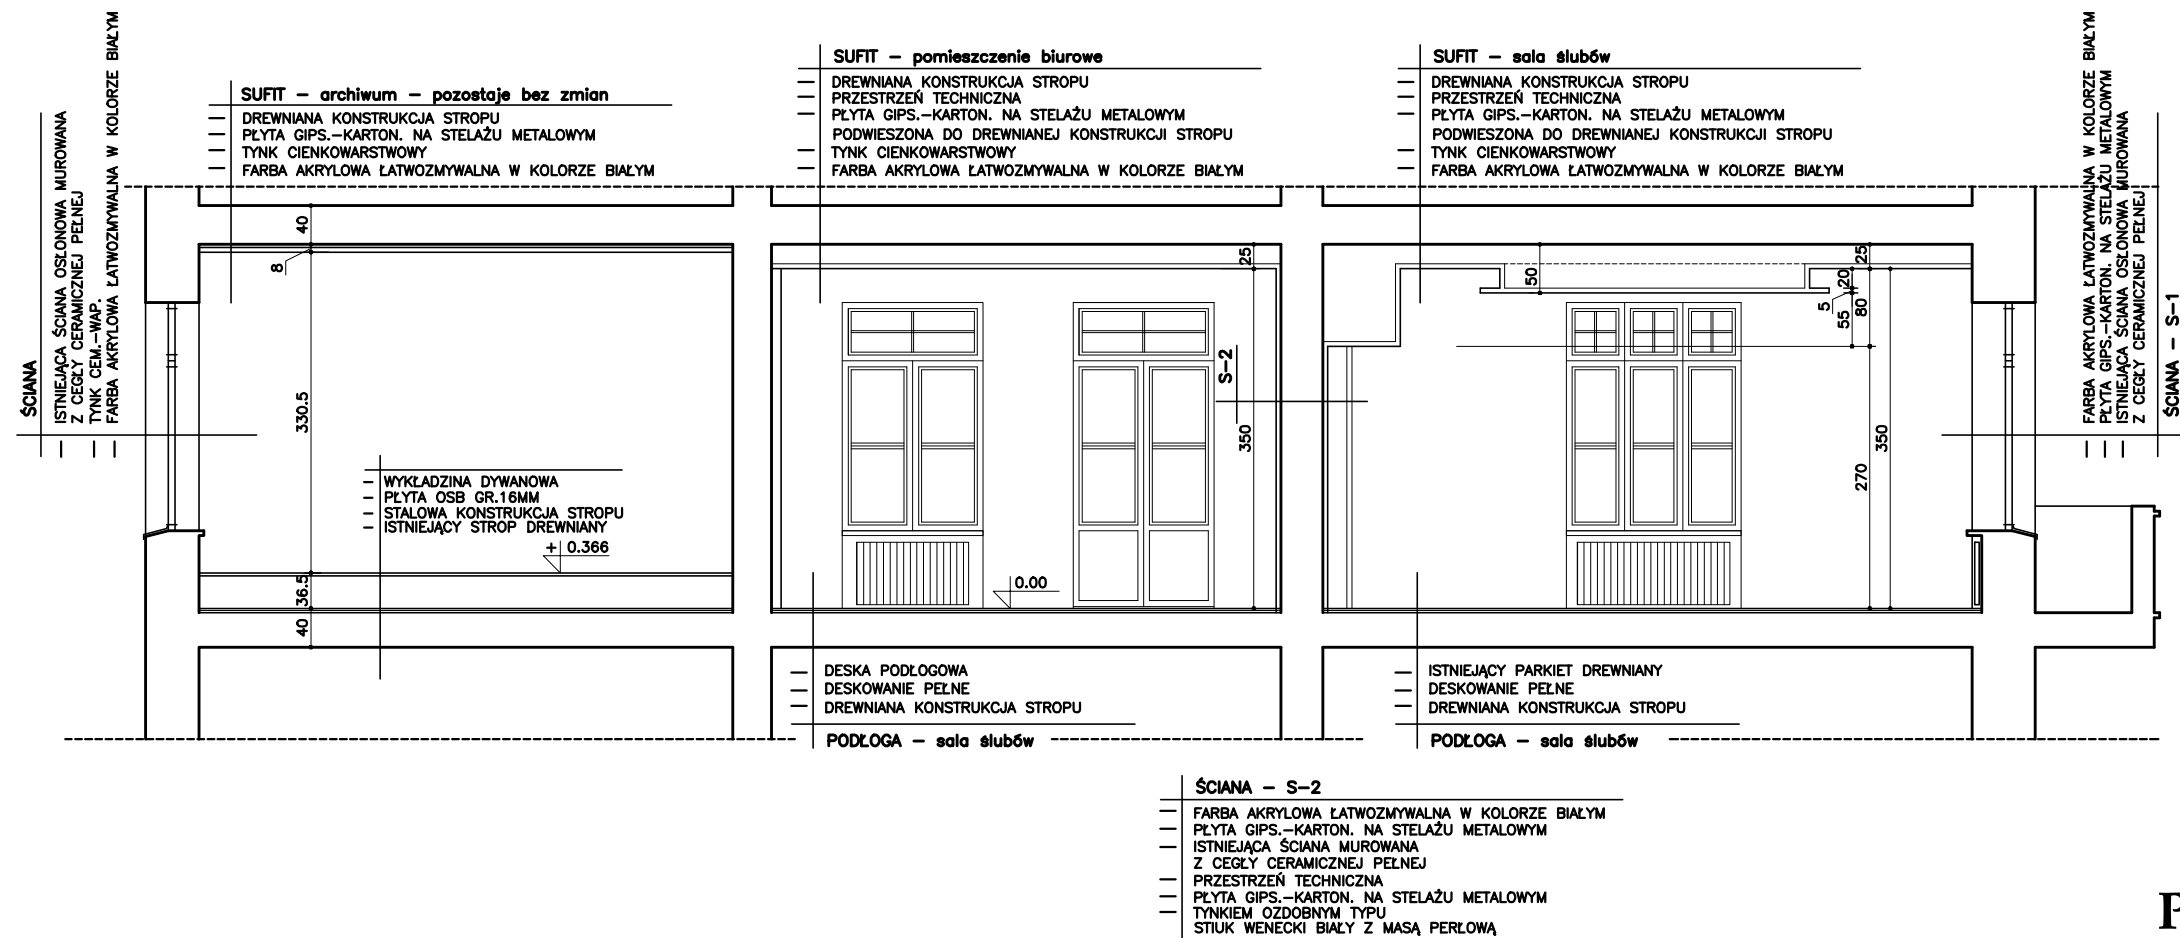 SUFIT – archiwum – pozostaje bez zmian
DREWNIANA KONSTRUKCJA STROPU
PŁYTA GIPS.–KARTON. NA STELAŻU METALOWYM
TYNK CIENKOWARSTWOWY
FARBA AKRYLOWA ŁATWOZMYWALNA W KOLORZE BIAŁYM
SUFIT – pomieszczenie biurowe
DREWNIANA KONSTRUKCJA STROPU
PRZESTRZEŃ TECHNICZNA
PŁYTA GIPS.–KARTON. NA STELAŻU METALOWYM
PODWIESZONA DO DREWNIANEJ KONSTRUKCJI STROPU
TYNK CIENKOWARSTWOWY
FARBA AKRYLOWA ŁATWOZMYWALNA W KOLORZE BIAŁYM
SUFIT – sala ślubów
DREWNIANA KONSTRUKCJA STROPU
PRZESTRZEŃ TECHNICZNA
PŁYTA GIPS.–KARTON. NA STELAŻU METALOWYM
PODWIESZONA DO DREWNIANEJ KONSTRUKCJI STROPU
TYNK CIENKOWARSTWOWY
FARBA AKRYLOWA ŁATWOZMYWALNA W KOLORZE BIAŁYM
ŚCIANA
ISTNIEJĄCA ŚCIANA OSŁONOWA MUROWANA
Z CEGŁY CERAMICZNEJ PEŁNEJ
TYNK CEM.–WAP.
FARBA AKRYLOWA ŁATWOZMYWALNA W KOLORZE BIAŁYM
40
8
330.5
36.5
40
WYKŁADZINA DYWANOWA
PŁYTA OSB GR.16MM
STALOWA KONSTRUKCJA STROPU
ISTNIEJĄCY STROP DREWNIANY
+ 0.366
0.00
25
350
S–2
50
25
20
5
55
80
270
350
FARBA AKRYLOWA ŁATWOZMYWALNA W KOLORZE BIAŁYM
PŁYTA GIPS.–KARTON. NA STELAŻU METALOWYM
ISTNIEJĄCA ŚCIANA OSŁONOWA MUROWANA
Z CEGŁY CERAMICZNEJ PEŁNEJ
ŚCIANA – S–1
DESKA PODŁOGOWA
DESKOWANIE PEŁNE
DREWNIANA KONSTRUKCJA STROPU
PODŁOGA – sala ślubów
ISTNIEJĄCY PARKIET DREWNIANY
DESKOWANIE PEŁNE
DREWNIANA KONSTRUKCJA STROPU
PODŁOGA – sala ślubów
ŚCIANA – S–2
FARBA AKRYLOWA ŁATWOZMYWALNA W KOLORZE BIAŁYM
PŁYTA GIPS.–KARTON. NA STELAŻU METALOWYM
ISTNIEJĄCA ŚCIANA MUROWANA
Z CEGŁY CERAMICZNEJ PEŁNEJ
PRZESTRZEŃ TECHNICZNA
PŁYTA GIPS.–KARTON. NA STELAŻU METALOWYM
TYNKIEM OZDOBNYM TYPU
STIUK WENECKI BIAŁY Z MASĄ PERŁOWĄ